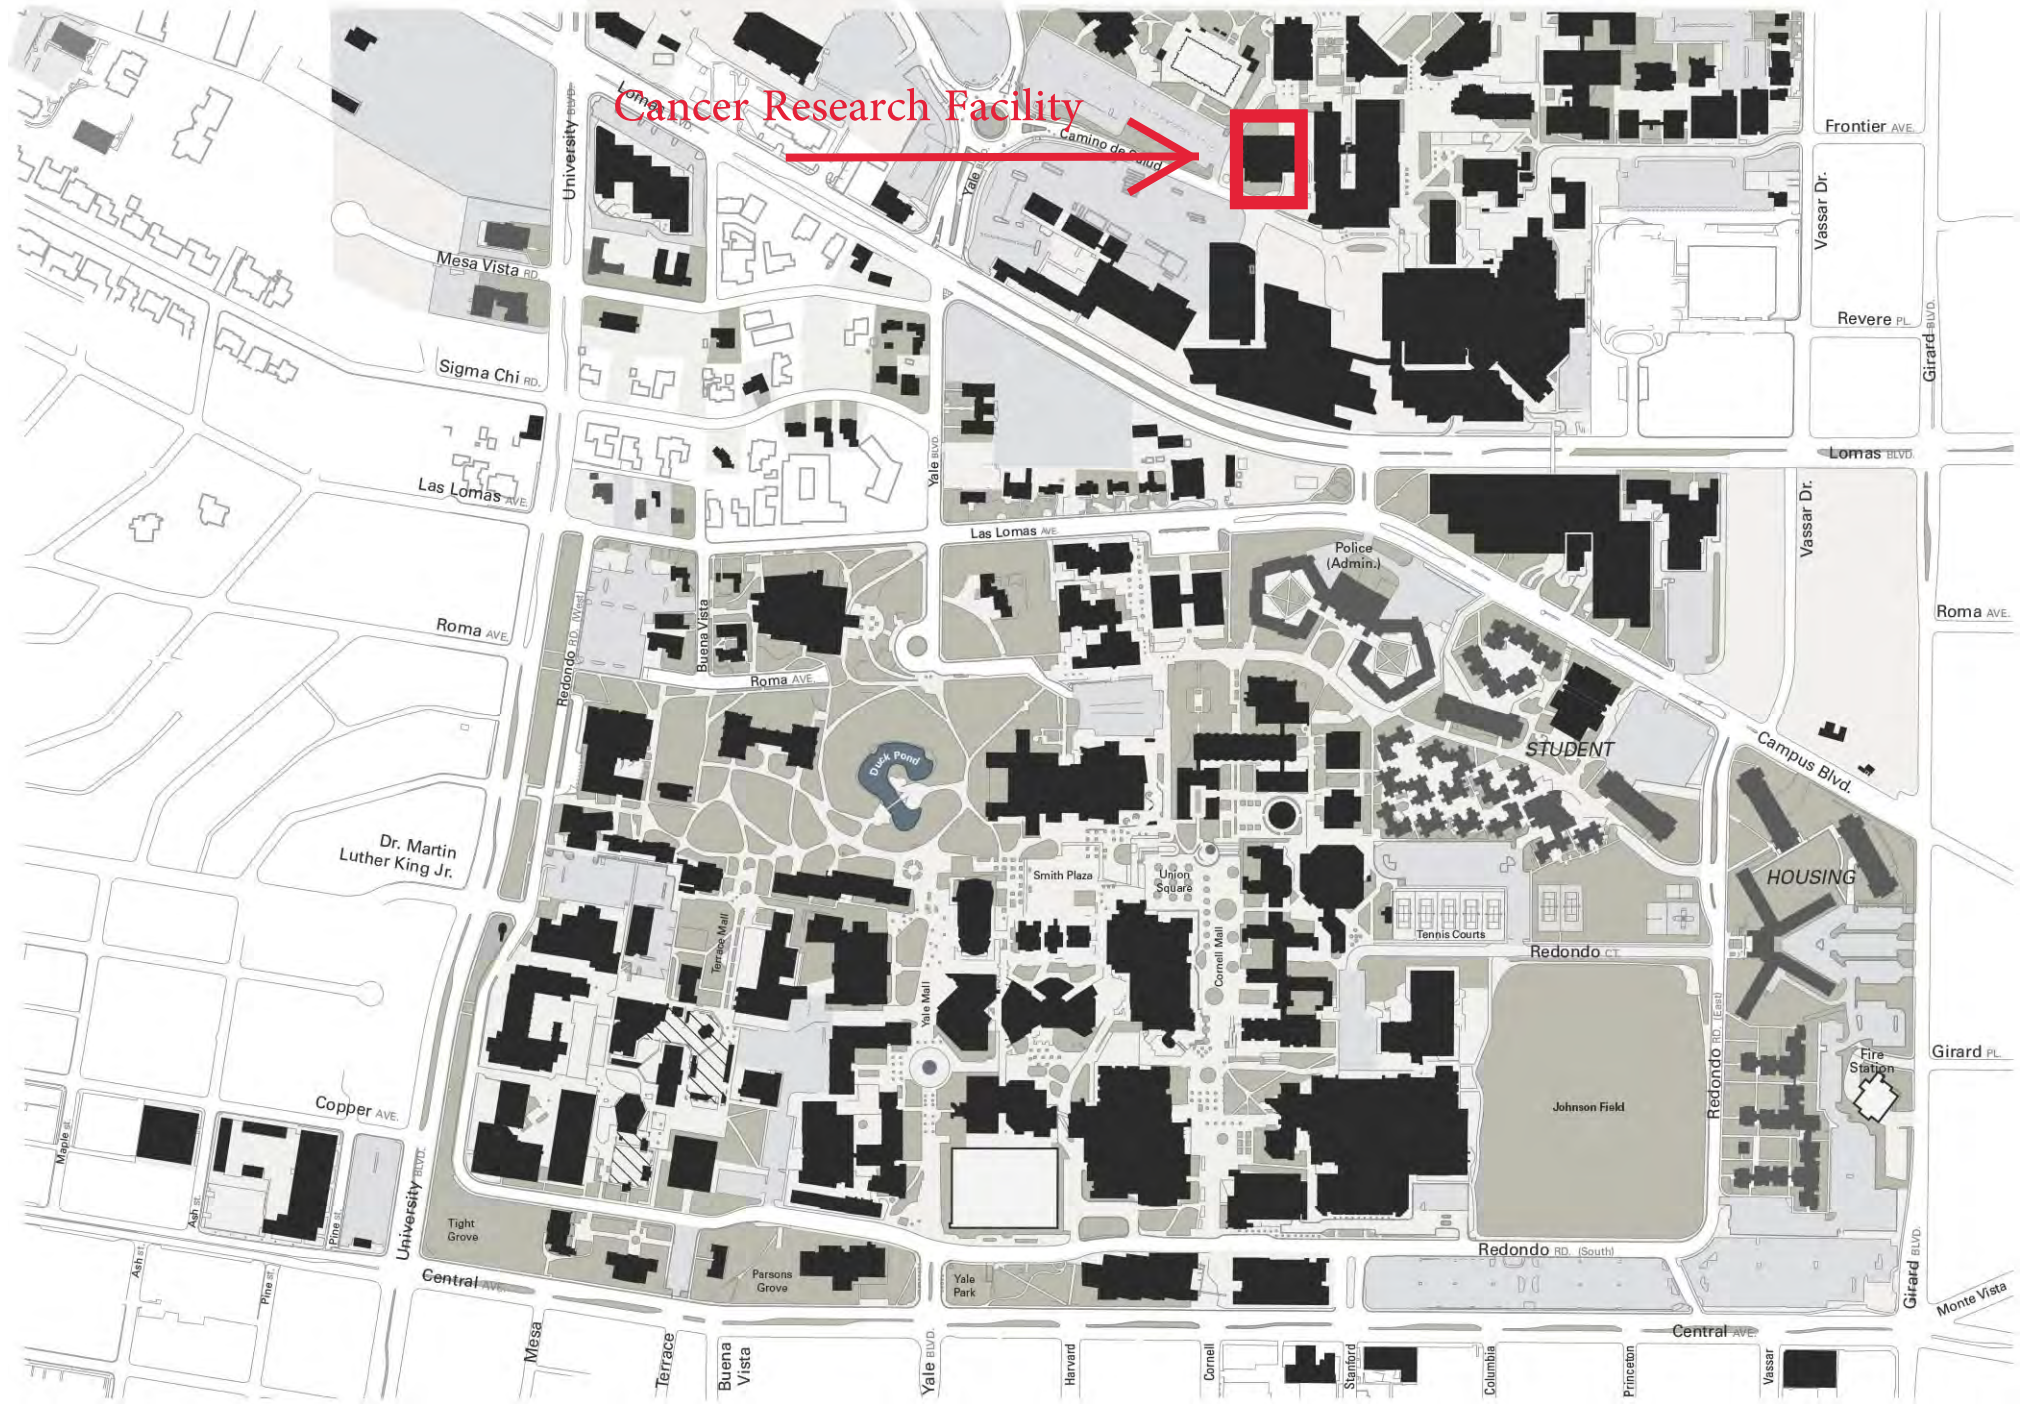 Cancer Research Facility
Lomas BLVD.
University BLVD.
Camino de Salud
Yale BLVD.
Frontier AVE.
Vassar Dr.
Mesa Vista RD.
Revere PL.
Girard BLVD.
Sigma Chi RD.
Yale BLVD.
Lomas BLVD.
Las Lomas AVE.
Vassar Dr.
Las Lomas AVE.
Police
(Admin.)
Roma AVE.
Roma AVE.
Redondo RD. (West)
Buena Vista
Roma AVE.
Duck Pond
STUDENT
Campus Blvd.
Dr. Martin
Luther King Jr.
Smith Plaza
Union
Square
HOUSING
Terrace Mall
Cornell Mall
Tennis Courts
Redondo CT.
Yale Mall
Redondo RD. (East)
Girard PL.
Fire
Station
Copper AVE.
Johnson Field
Maple st.
Ash st.
Pine st.
University BLVD.
Tight
Grove
Redondo RD. (South)
Girard BLVD.
Ash st.
Pine st.
Central AVE.
Parsons
Grove
Yale
Park
Monte Vista
Central AVE.
Mesa
Terrace
Buena
Vista
Yale BLVD.
Harvard
Cornell
Stanford
Columbia
Princeton
Vassar